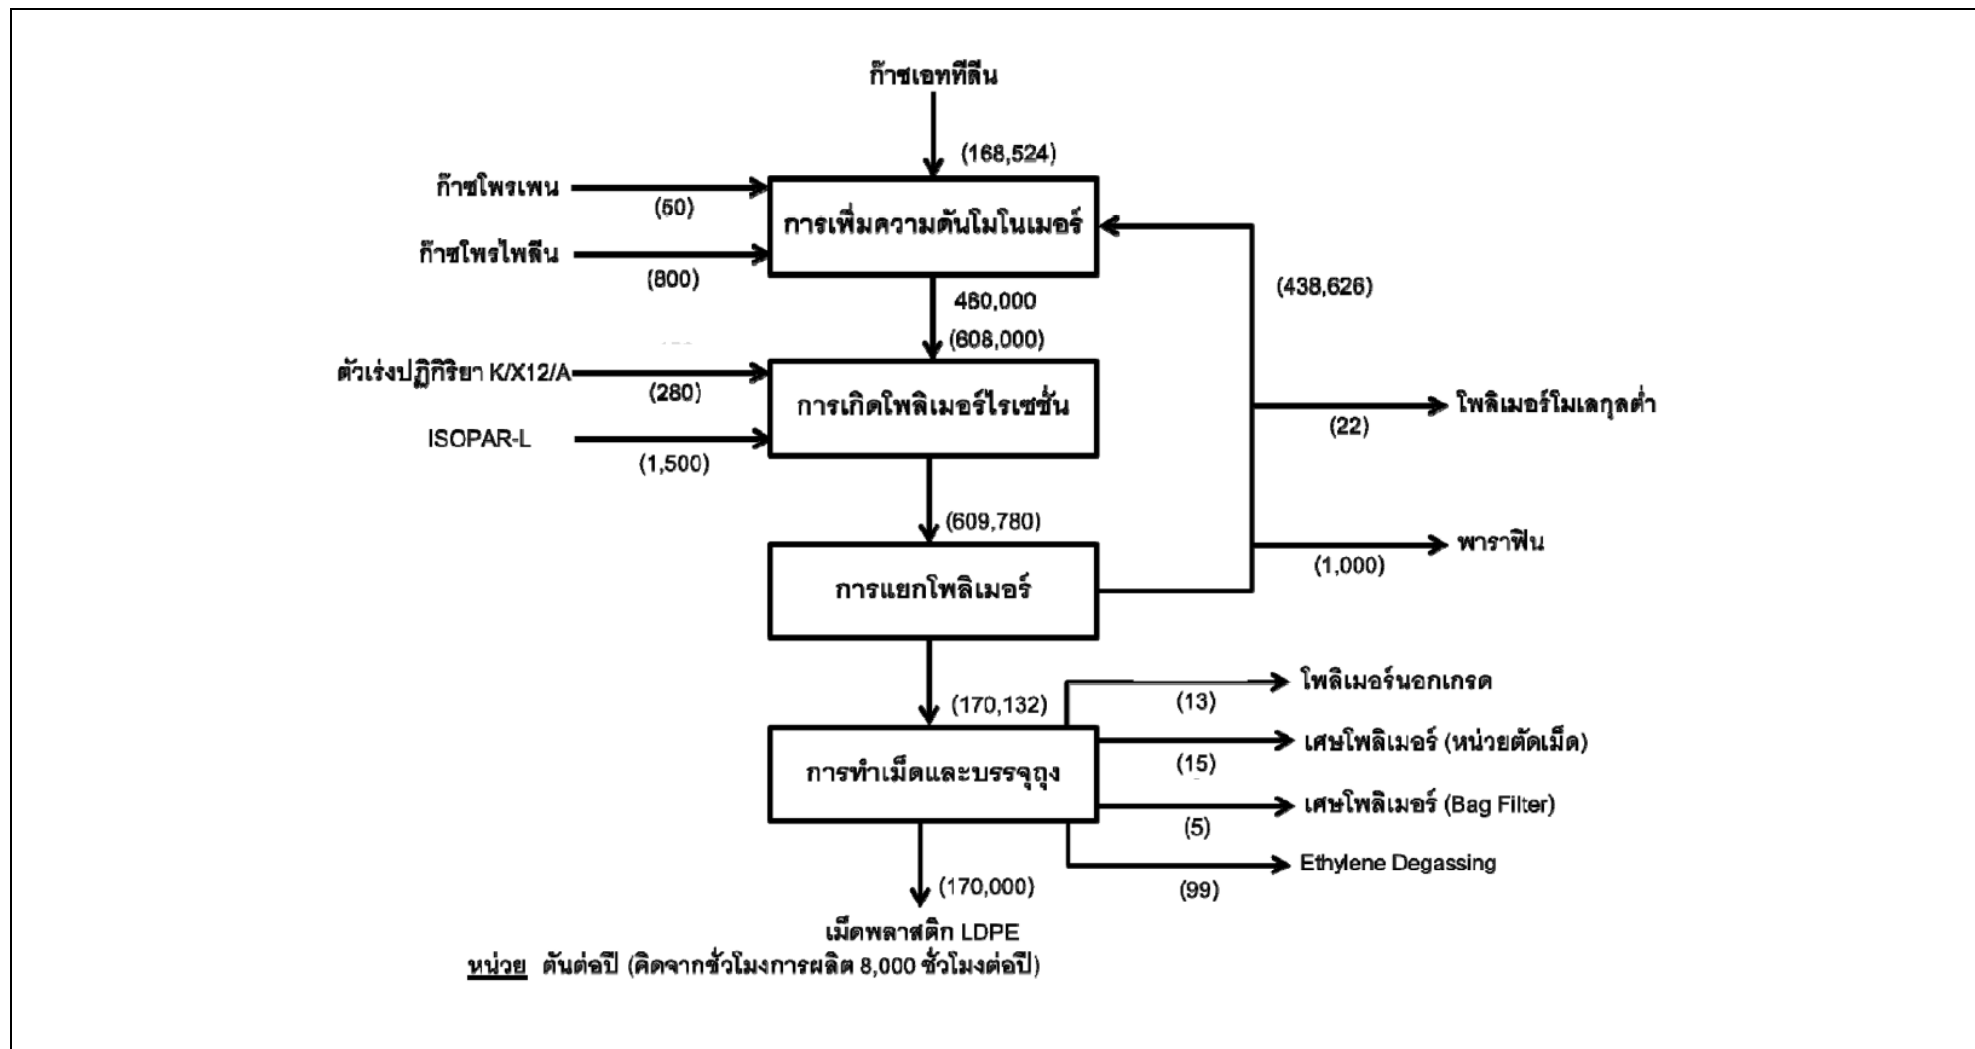 ก๊าซเอททีลีน
(168,524)
ก๊าซโพรเพน
(50)
การเพิ่มความดันโมโนเมอร์
ก๊าซโพรไพลีน
(800)
(438,626)
480,000
(608,000)
ตัวเร่งปฏิกิริยา K/X12/A
(280)
การเกิดโพลิเมอร์ไรเซชั่น
โพลิเมอร์โมเลกุลต่ำ
(22)
ISOPAR-L
(1,500)
(609,780)
พาราฟิน
(1,000)
การแยกโพลิเมอร์
(170,132)
โพลิเมอร์นอกเกรด
(13)
เศษโพลิเมอร์ (หน่วยตัดเม็ด)
(15)
การทำเม็ดและบรรจุถุง
เศษโพลิเมอร์ (Bag Filter)
(5)
Ethylene Degassing
(99)
(170,000)
เม็ดพลาสติก LDPE
หน่วย ตันต่อปี (คิดจากชั่วโมงการผลิต 8,000 ชั่วโมงต่อปี)